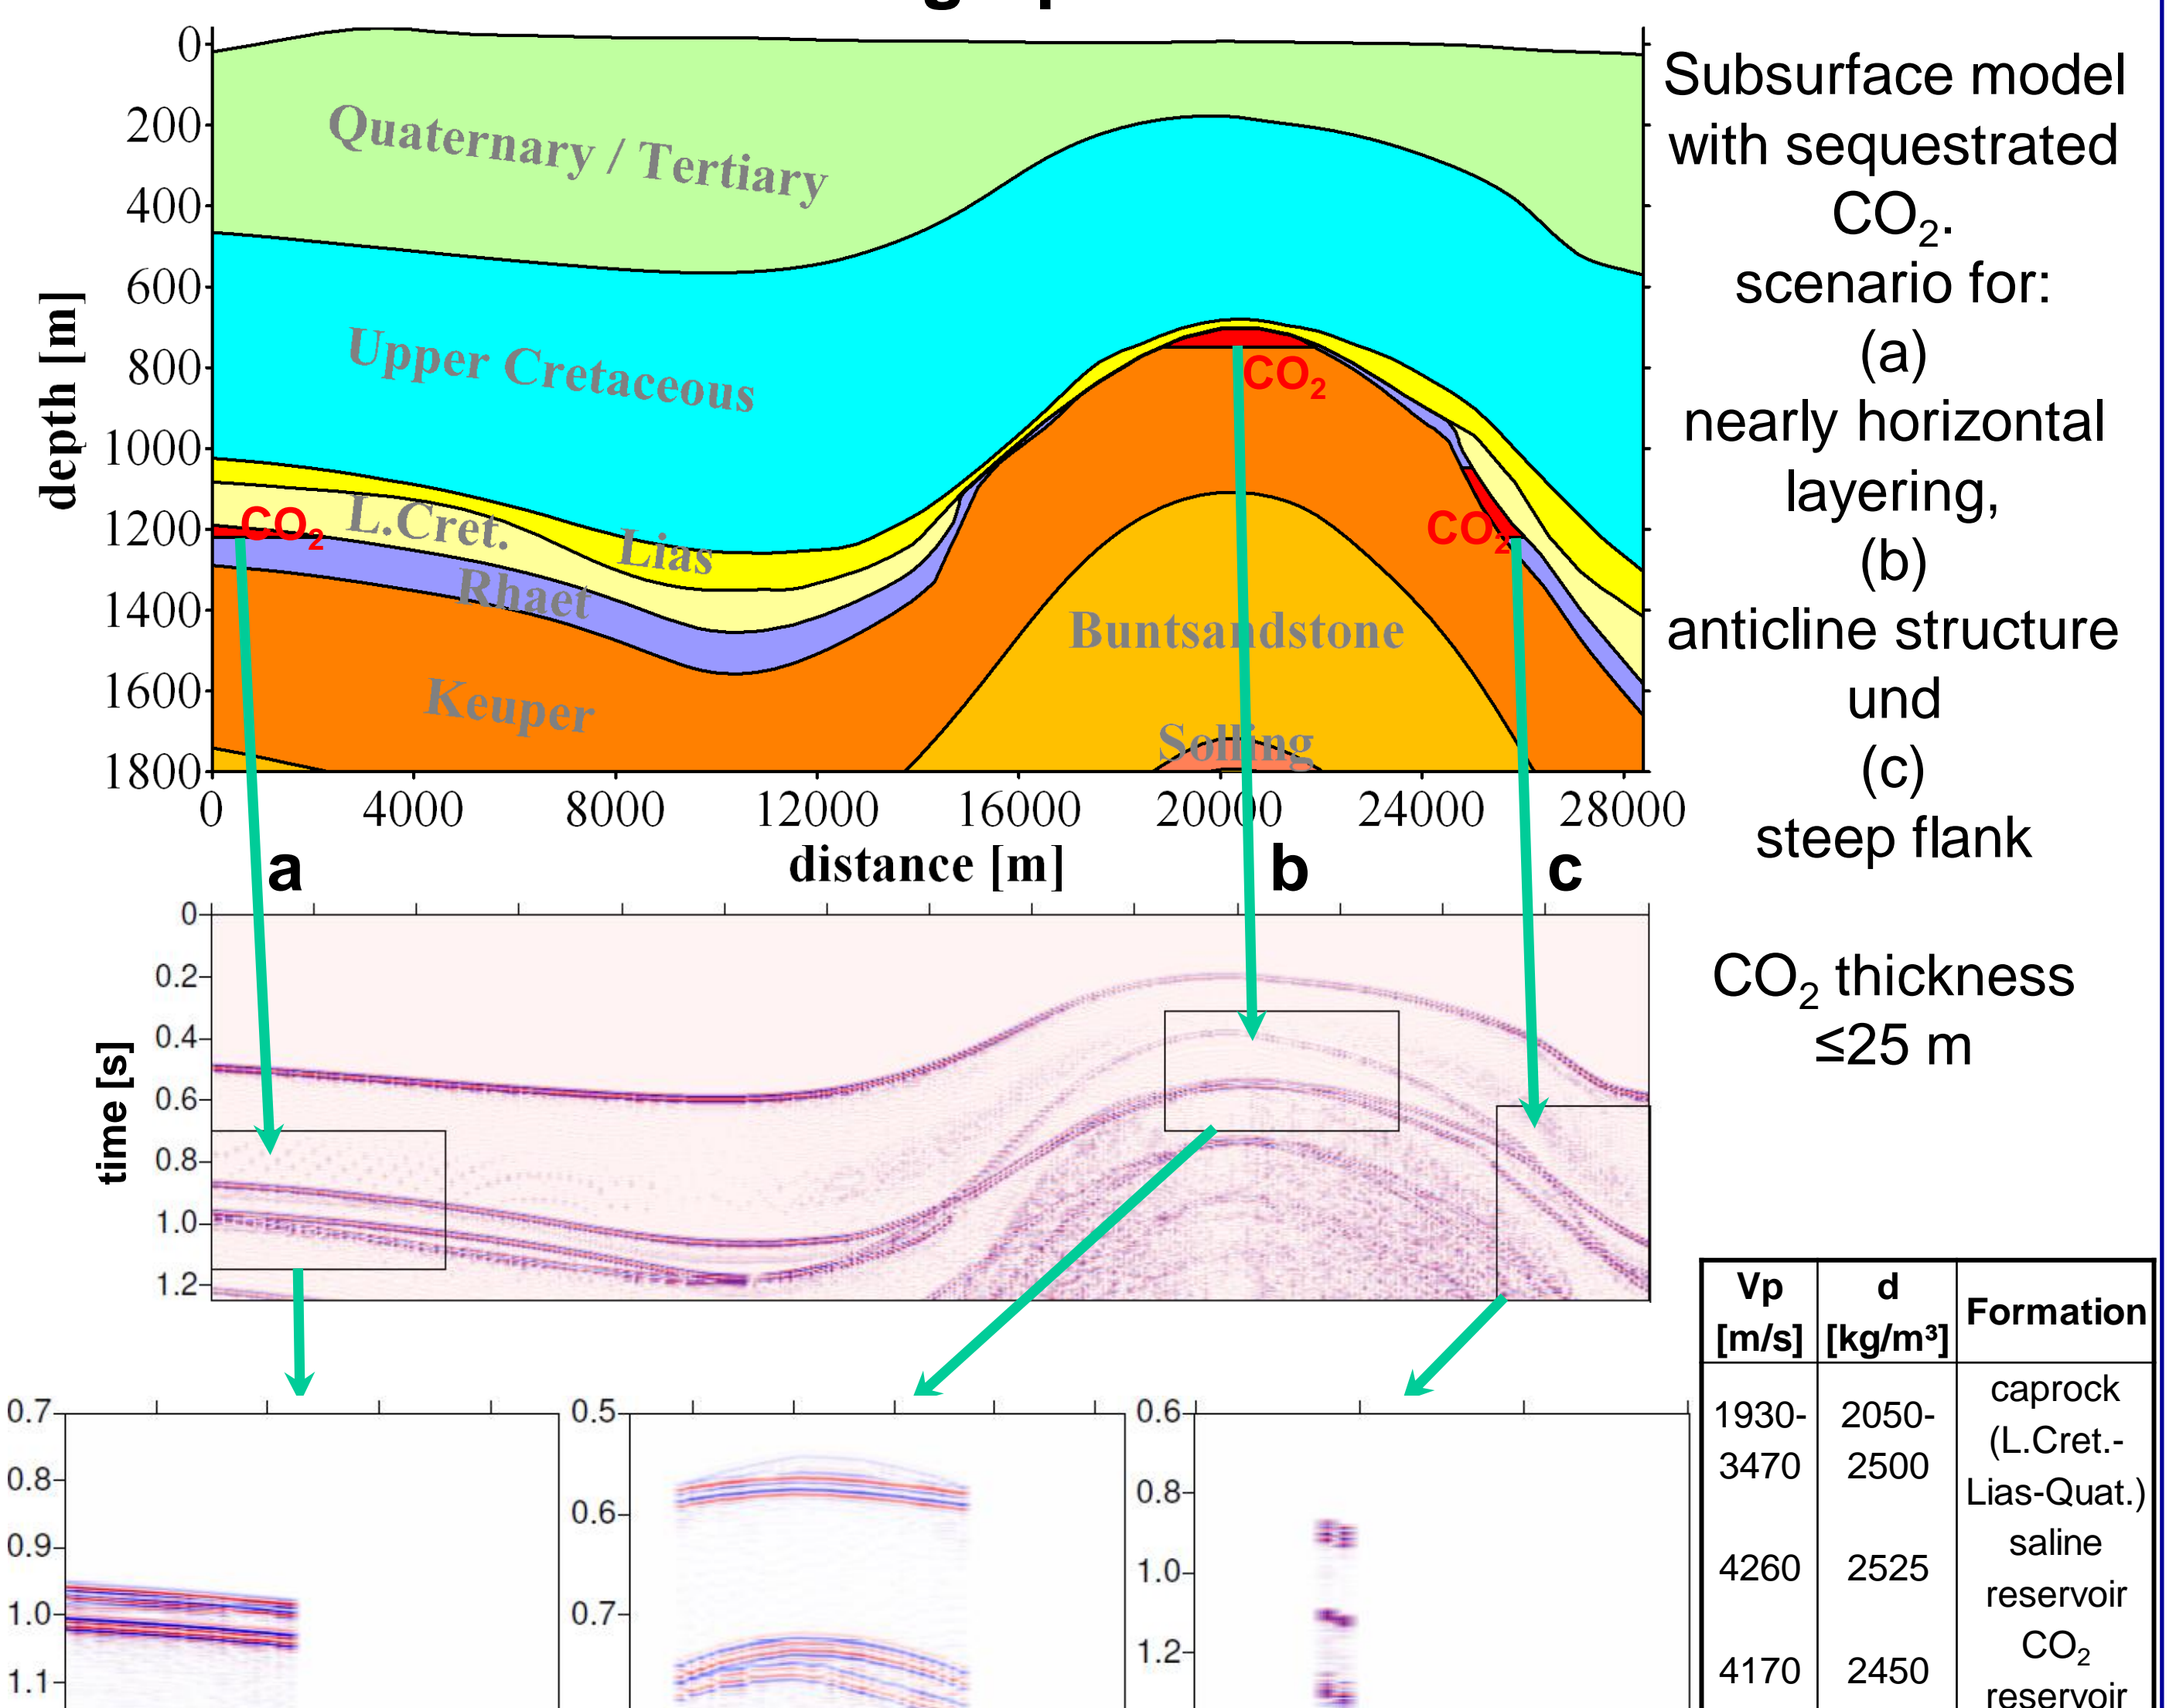 0
200
400
600
800
1000
1200
1400
1600
1800
depth [m]
Quaternary / Tertiary
Upper Cretaceous
CO2
L.Cret.
Lias
Rhaet
Keuper
CO2
CO2
Buntsandstone
Solling
0 4000 8000 12000 16000 20000 24000 28000
distance [m]
a b c
Subsurface model
with sequestrated
CO2.
scenario for:
(a)
nearly horizontal
layering,
(b)
anticline structure
und
(c)
steep flank
CO2 thickness
≤25 m
0
0.2
0.4
0.6
0.8
1.0
1.2
time [s]
0.7
0.8
0.9
1.0
1.1
0.5
0.6
0.7
0.6
0.8
1.0
1.2
Vp [m/s] d [kg/m³] Formation
1930-3470 2050-2500 caprock (L.Cret.-Lias-Quat.)
4260 2525 saline reservoir
4170 2450 CO2 reservoir